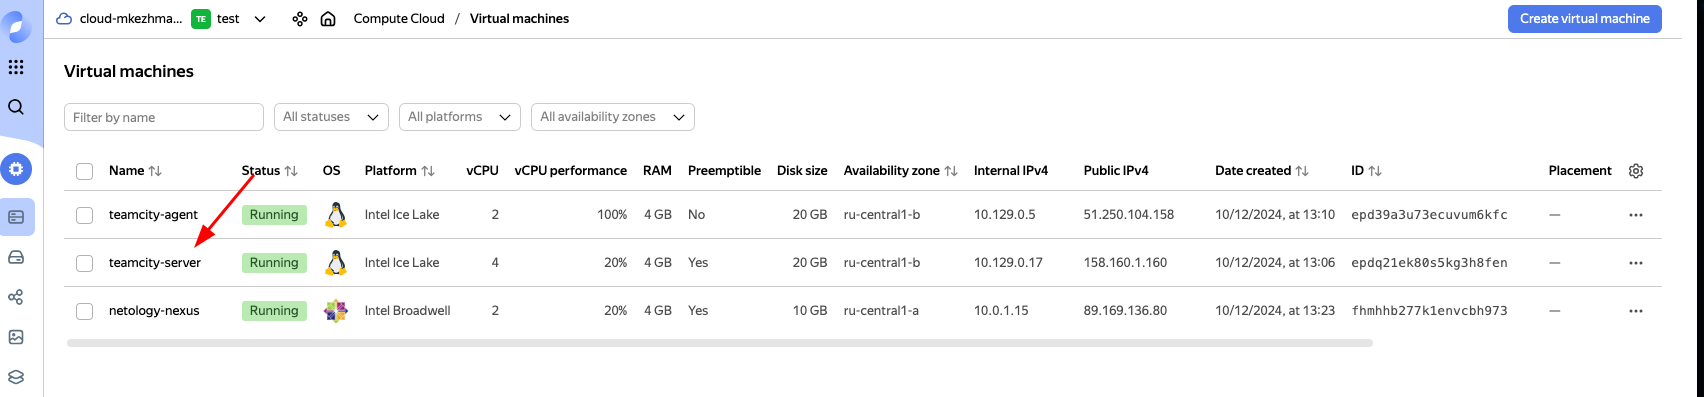 cloud-mkezhma... TE test Compute Cloud / Virtual machines Create virtual machine
Virtual machines
Filter by name All statuses All platforms All availability zones
Name Status OS Platform vCPU vCPU performance RAM Preemptible Disk size Availability zone Internal IPv4 Public IPv4 Date created ID Placement
teamcity-agent Running Intel Ice Lake 2 100% 4 GB No 20 GB ru-central1-b 10.129.0.5 51.250.104.158 10/12/2024, at 13:10 epd39a3u73ecuvum6kfc —
teamcity-server Running Intel Ice Lake 4 20% 4 GB Yes 20 GB ru-central1-b 10.129.0.17 158.160.1.160 10/12/2024, at 13:06 epdq21ek80s5kg3h8fen —
netology-nexus Running Intel Broadwell 2 20% 4 GB Yes 10 GB ru-central1-a 10.0.1.15 89.169.136.80 10/12/2024, at 13:23 fhmhhb277k1envcbh973 —